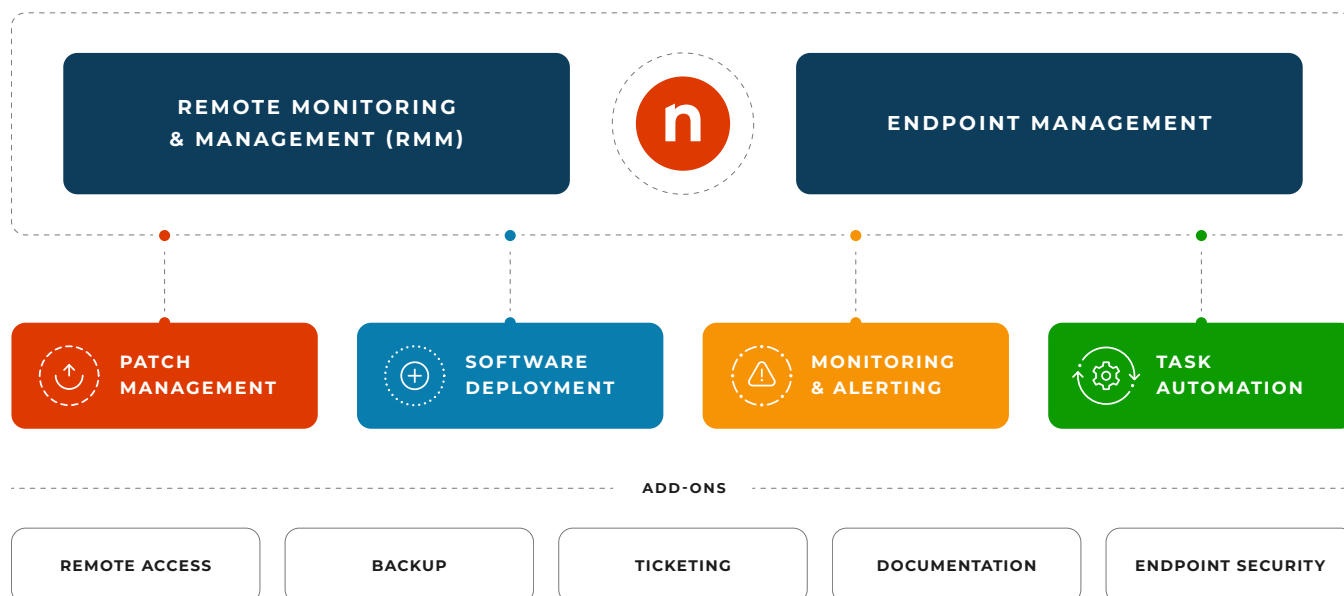 REMOTE MONITORING
& MANAGEMENT (RMM)
n
ENDPOINT MANAGEMENT
PATCH
MANAGEMENT
SOFTWARE
DEPLOYMENT
MONITORING
& ALERTING
TASK
AUTOMATION
ADD-ONS
REMOTE ACCESS
BACKUP
TICKETING
DOCUMENTATION
ENDPOINT SECURITY